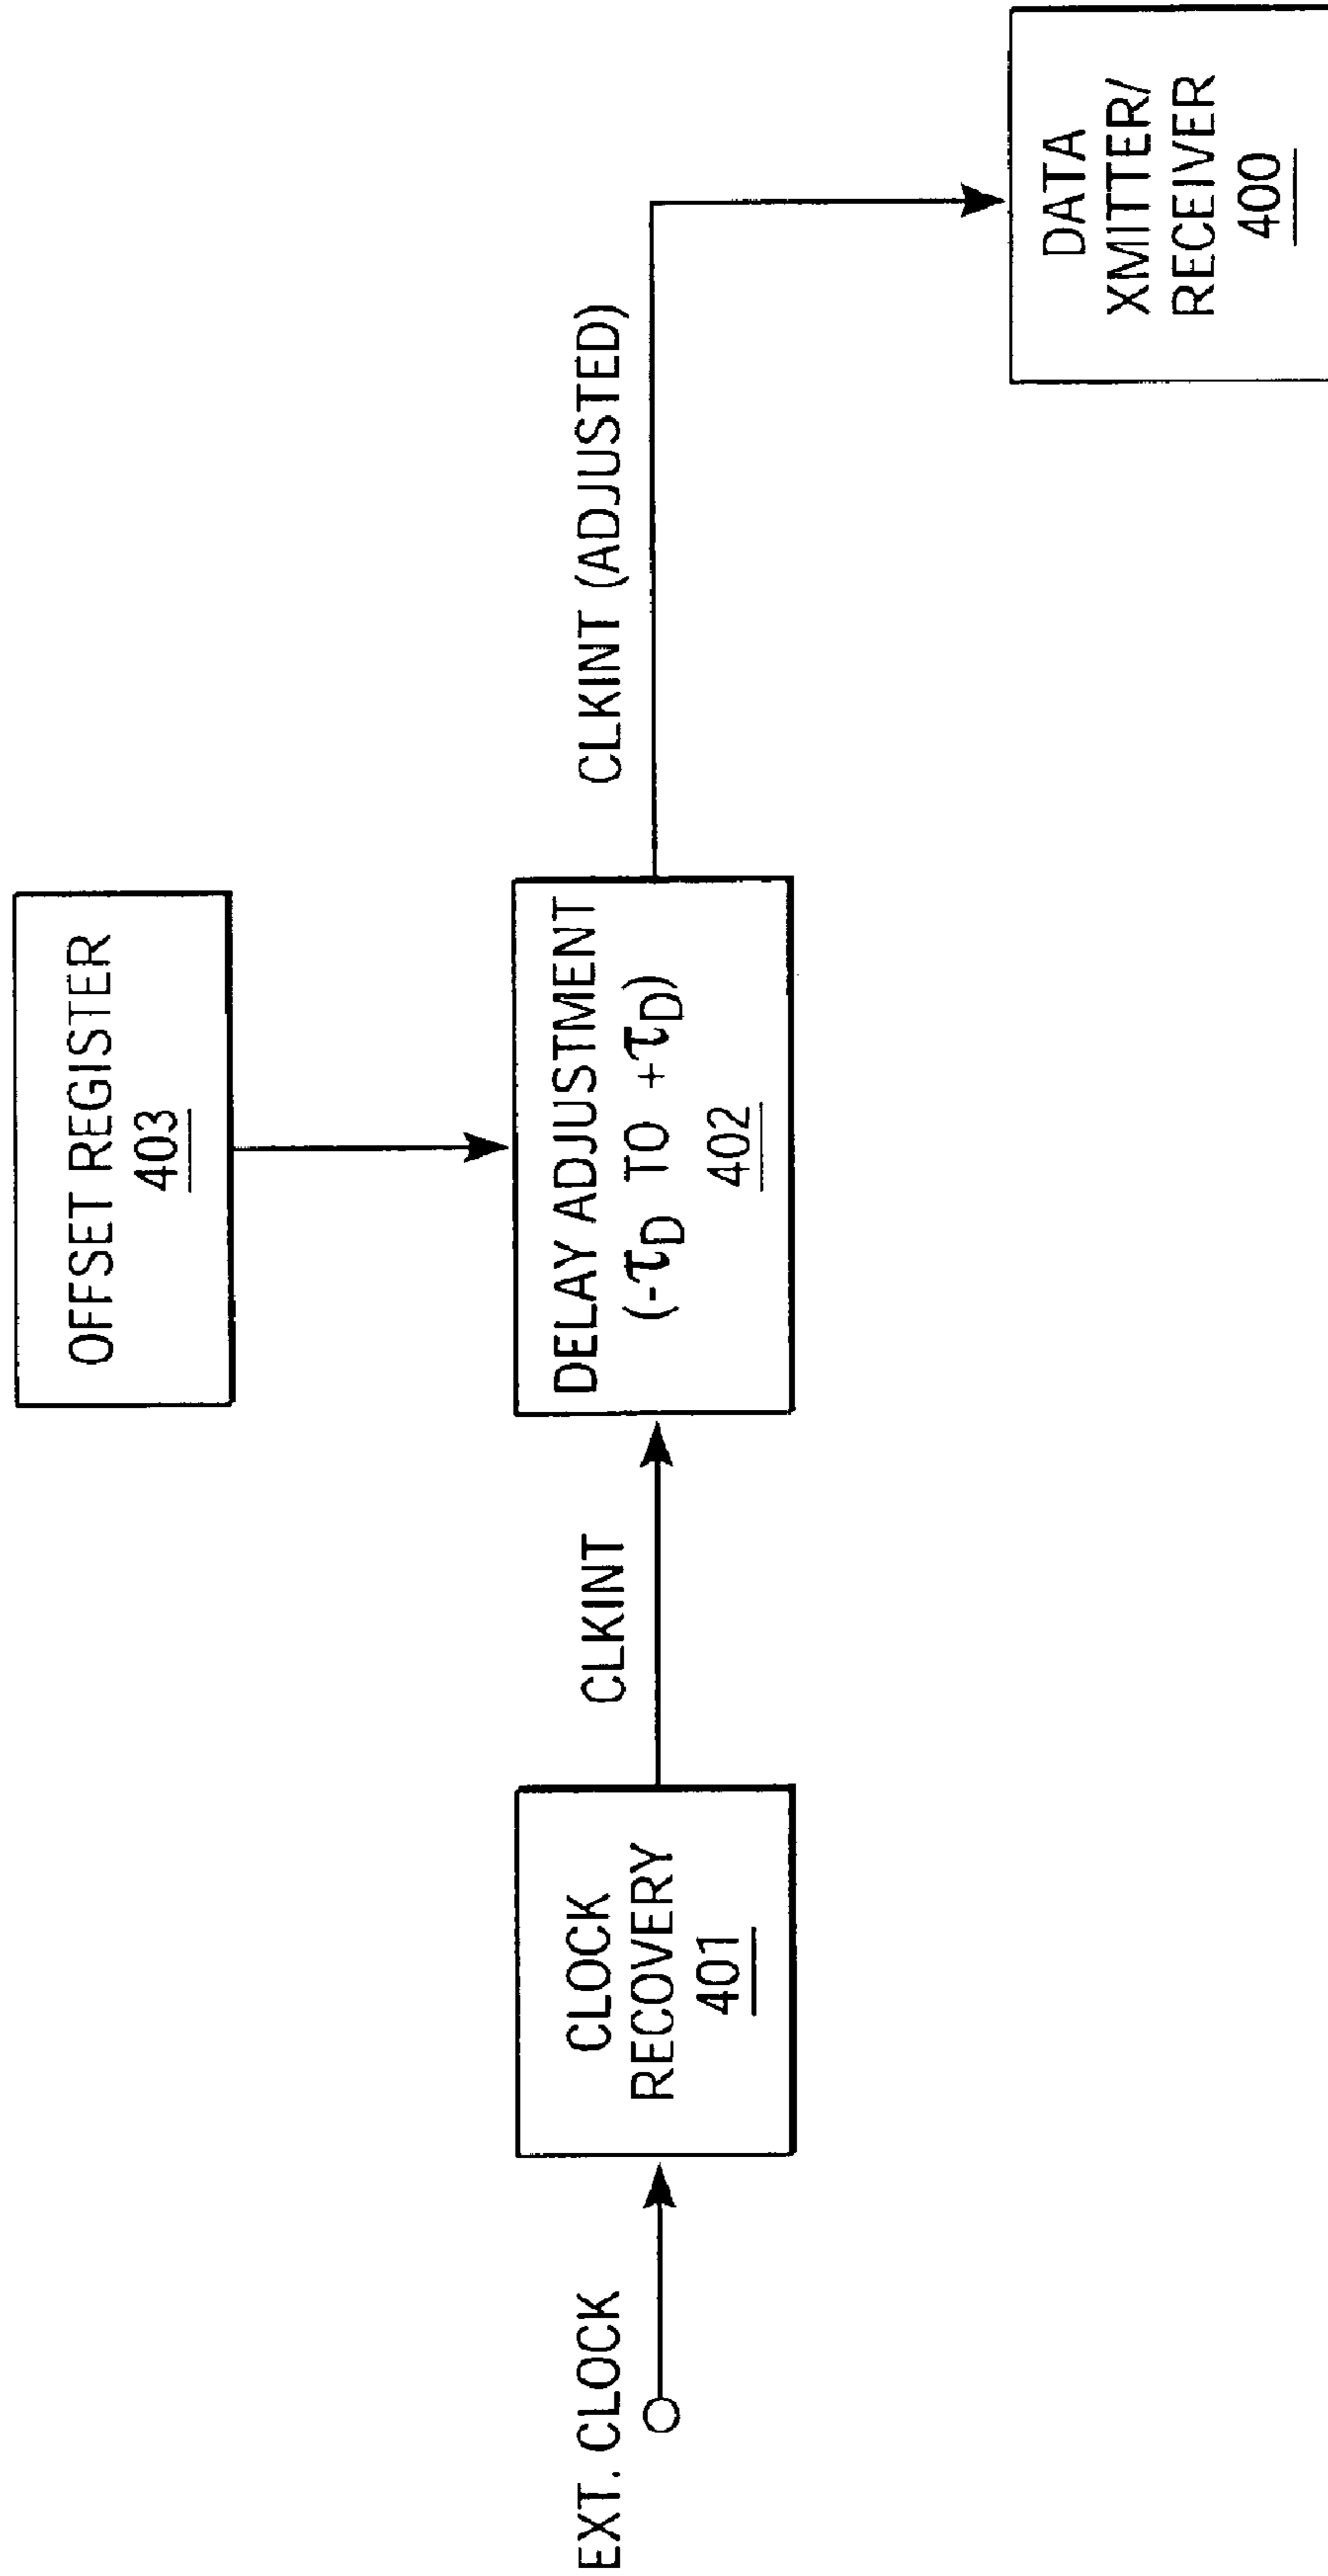 OFFSET REGISTER
403
EXT. CLOCK
CLOCK
RECOVERY
401
CLKINT
DELAY ADJUSTMENT
(-τD TO +τD)
402
CLKINT (ADJUSTED)
DATA
XMITTER/
RECEIVER
400